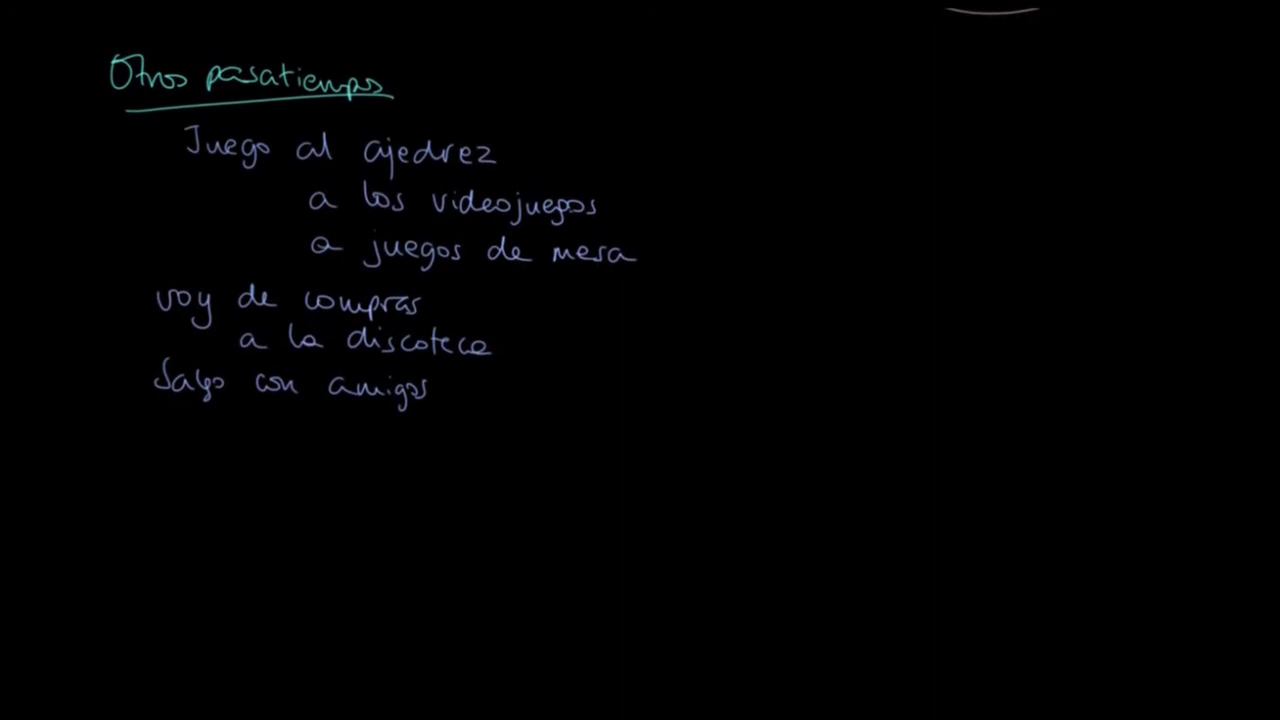 Otros pasatiempos
Juego al ajedrez
a los videojuegos
a juegos de mesa
voy de compras
a la discoteca
Salgo con amigos